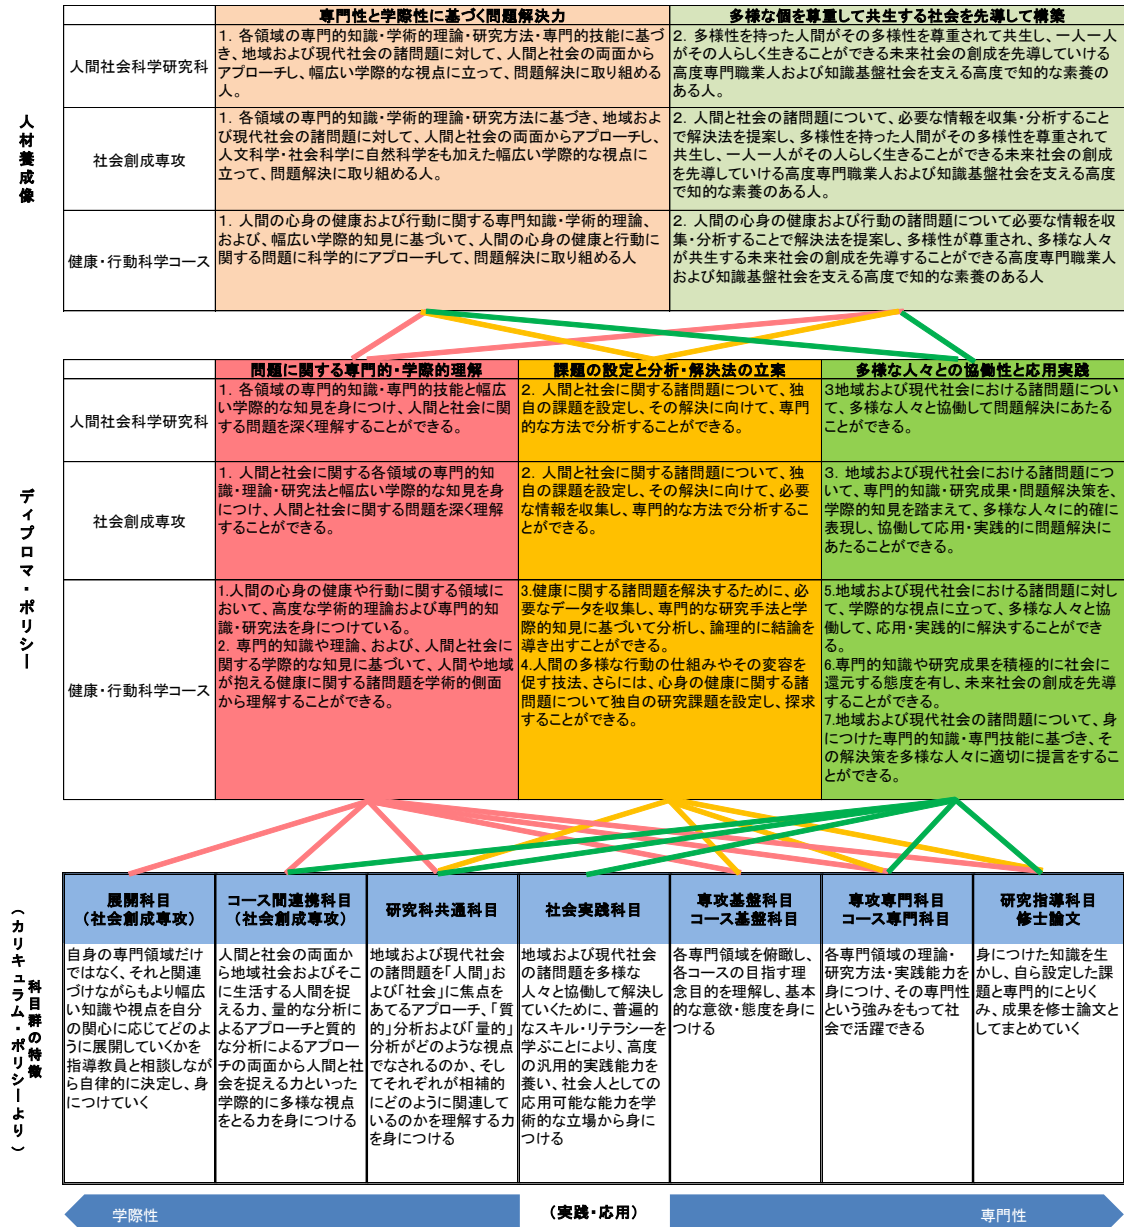 専門性と学際性に基づく問題解決力
多様な個を尊重して共生する社会を先導して構築
人材養成像
人間社会科学研究科
1. 各領域の専門的知識・学術的理論・研究方法・専門的技能に基づ
き、地域および現代社会の諸問題に対して、人間と社会の両面から
アプローチし、幅広い学際的な視点に立って、問題解決に取り組める
人。
2. 多様性を持った人間がその多様性を尊重されて共生し、一人一人
がその人らしく生きることができる未来社会の創成を先導していける
高度専門職業人および知識基盤社会を支える高度で知的な素養の
ある人。
社会創成専攻
1. 各領域の専門的知識・学術的理論・研究方法に基づき、地域およ
び現代社会の諸問題に対して、人間と社会の両面からアプローチし、
人文科学・社会科学に自然科学をも加えた幅広い学際的な視点に
立って、問題解決に取り組める人。
2. 人間と社会の諸問題について、必要な情報を収集・分析すること
で解決法を提案し、多様性を持った人間がその多様性を尊重されて
共生し、一人一人がその人らしく生きることができる未来社会の創成
を先導していける高度専門職業人および知識基盤社会を支える高度
で知的な素養のある人。
健康・行動科学コース
1. 人間の心身の健康および行動に関する専門知識・学術的理論、
および、幅広い学際的知見に基づいて、人間の心身の健康と行動に
関する問題に科学的にアプローチして、問題解決に取り組める人
2. 人間の心身の健康および行動の諸問題について必要な情報を収
集・分析することで解決法を提案し、多様性が尊重され、多様な人々
が共生する未来社会の創成を先導することができる高度専門職業人
および知識基盤社会を支える高度で知的な素養のある人
問題に関する専門的・学際的理解
課題の設定と分析・解決法の立案
多様な人々との協働性と応用実践
ディプロマ・ポリシー
人間社会科学研究科
1. 各領域の専門的知識・専門的技能と幅広
い学際的な知見を身につけ、人間と社会に関
する問題を深く理解することができる。
2. 人間と社会に関する諸問題について、独
自の課題を設定し、その解決に向けて、専門
的な方法で分析することができる。
3地域および現代社会における諸問題につい
て、多様な人々と協働して問題解決にあたる
ことができる。
社会創成専攻
1. 人間と社会に関する各領域の専門的知
識・理論・研究法と幅広い学際的な知見を身
につけ、人間と社会に関する問題を深く理解
することができる。
2. 人間と社会に関する諸問題について、独
自の課題を設定し、その解決に向けて、必要
な情報を収集し、専門的な方法で分析するこ
とができる。
3. 地域および現代社会における諸問題につ
いて、専門的知識・研究成果・問題解決策を、
学際的知見を踏まえて、多様な人々に的確に
表現し、協働して応用・実践的に問題解決に
あたることができる。
健康・行動科学コース
1.人間の心身の健康や行動に関する領域に
おいて、高度な学術的理論および専門的知
識・研究法を身につけている。
2. 専門的知識や理論、および、人間と社会に
関する学際的な知見に基づいて、人間や地域
が抱える健康に関する諸問題を学術的側面
から理解することができる。
3.健康に関する諸問題を解決するために、必
要なデータを収集し、専門的な研究手法と学
際的知見に基づいて分析し、論理的に結論を
導き出すことができる。
4.人間の多様な行動の仕組みやその変容を
促す技法、さらには、心身の健康に関する諸
問題について独自の研究課題を設定し、探求
することができる。
5.地域および現代社会における諸問題に対し
て、学際的な視点に立って、多様な人々と協
働して、応用・実践的に解決することができ
る。
6.専門的知識や研究成果を積極的に社会に
還元する態度を有し、未来社会の創成を先導
することができる。
7.地域および現代社会の諸問題について、身
につけた専門的知識・専門技能に基づき、そ
の解決策を多様な人々に適切に提言をするこ
とができる。
科目群の特徴
（カリキュラム・ポリシーより）
展開科目
（社会創成専攻）
自身の専門領域だけ
ではなく、それと関連
づけながらもより幅広
い知識や視点を自分
の関心に応じてどのよ
うに展開していくかを
指導教員と相談しなが
ら自律的に決定し、身
につけていく
コース間連携科目
（社会創成専攻）
人間と社会の両面か
ら地域社会およびそこ
に生活する人間を捉
える力、量的な分析に
よるアプローチと質的
な分析によるアプロー
チの両面から人間と社
会を捉える力といった
学際的に多様な視点
をとる力を身につける
研究科共通科目
地域および現代社会
の諸問題を「人間」お
よび「社会」に焦点を
あてるアプローチ、「質
的」分析および「量的」
分析がどのような視点
でなされるのか、そし
てそれぞれが相補的
にどのように関連して
いるのかを理解する力
を身につける
社会実践科目
地域および現代社会
の諸問題を多様な
人々と協働して解決し
ていくために、普遍的
なスキル・リテラシーを
学ぶことにより、高度
の汎用的実践能力を
養い、社会人としての
応用可能な能力を学
術的な立場から身に
つける
専攻基盤科目
コース基盤科目
各専門領域を俯瞰し、
各コースの目指す理
念目的を理解し、基本
的な意欲・態度を身に
つける
専攻専門科目
コース専門科目
各専門領域の理論・
研究方法・実践能力を
身につけ、その専門性
という強みをもって社
会で活躍できる
研究指導科目
修士論文
身につけた知識を生
かし、自ら設定した課
題と専門的にとりく
み、成果を修士論文と
してまとめていく
学際性
（実践・応用）
専門性